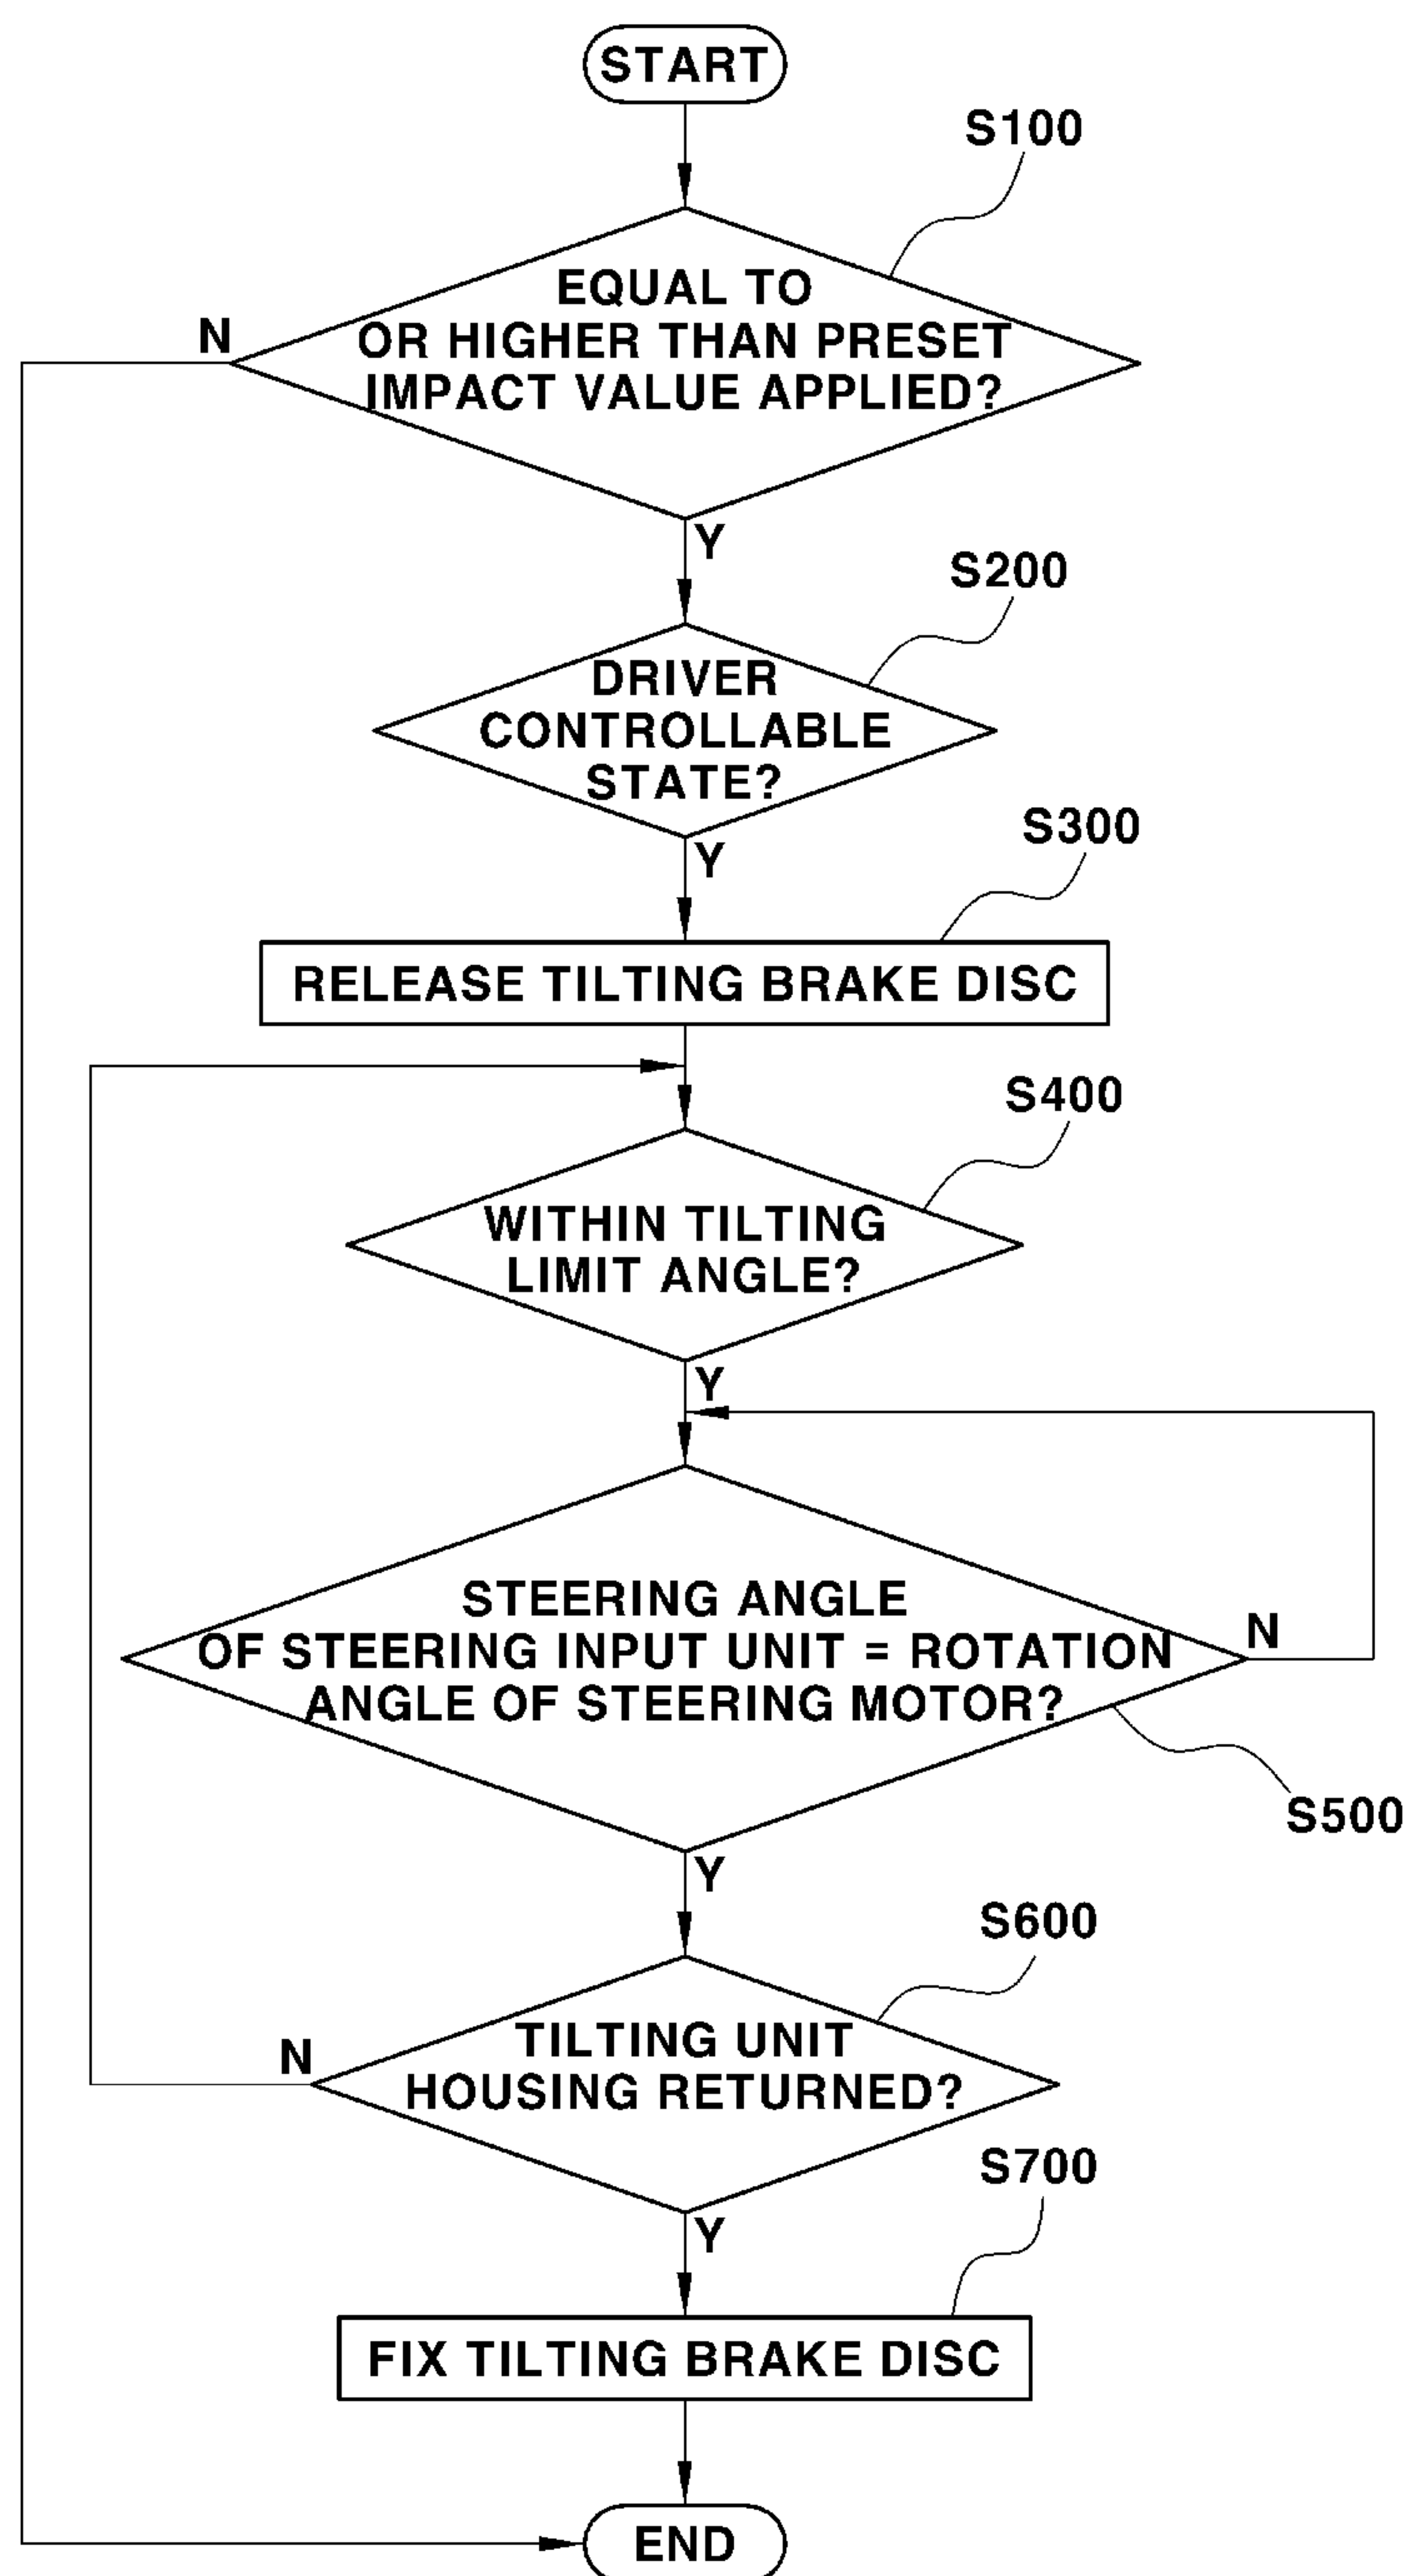 START
S100
EQUAL TO
OR HIGHER THAN PRESET
IMPACT VALUE APPLIED?
N
Y
S200
DRIVER
CONTROLLABLE
STATE?
Y
S300
RELEASE TILTING BRAKE DISC
S400
WITHIN TILTING
LIMIT ANGLE?
Y
STEERING ANGLE
OF STEERING INPUT UNIT = ROTATION
ANGLE OF STEERING MOTOR?
N
S500
Y
S600
TILTING UNIT
HOUSING RETURNED?
N
S700
Y
FIX TILTING BRAKE DISC
END